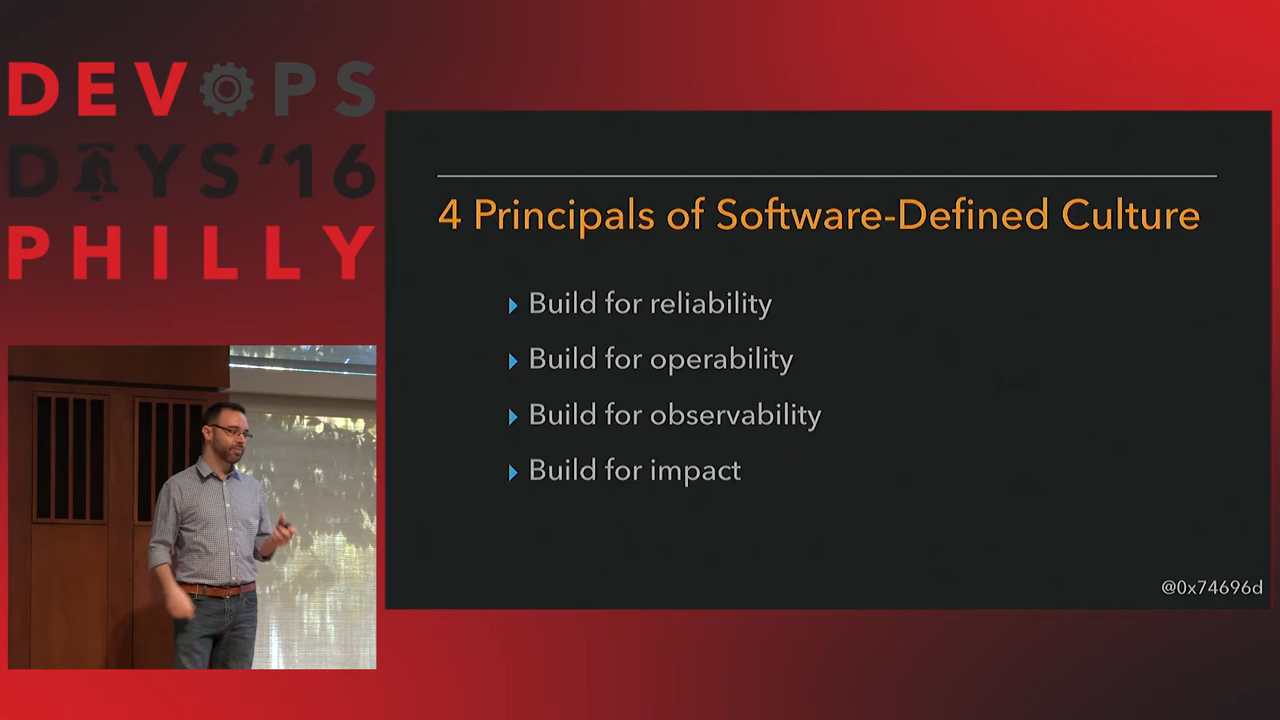 DEVOPS
DAYS '16
PHILLY
4 Principals of Software-Defined Culture
Build for reliability
Build for operability
Build for observability
Build for impact
@0x74696d